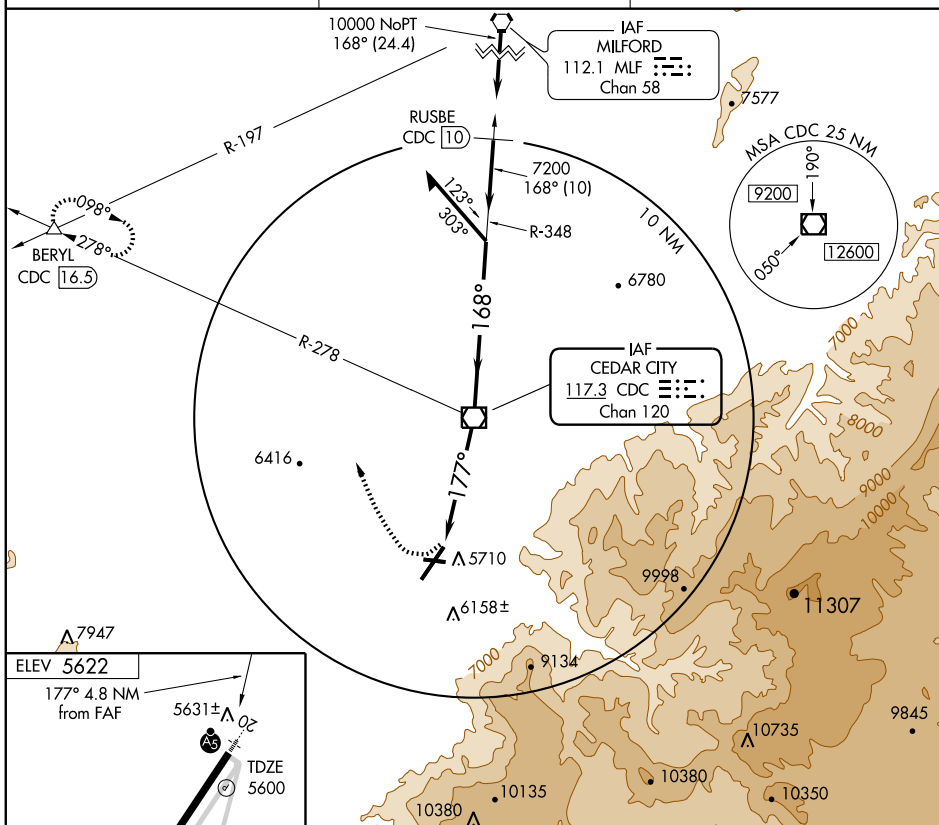 10000 NoPT
168° (24.4)
IAF
MILFORD
112.1 MLF
Chan 58
7577
RUSBE
CDC 10
R-197
7200
168° (10)
MSA CDC 25 NM
190°
9200
050°
12600
123°
303°
R-348
10 NM
098°
278°
BERYL
CDC 16.5
6780
168°
R-278
7000
IAF
CEDAR CITY
117.3 CDC
Chan 120
8000
6416
177°
9000
10000
5710
9998
11307
6158±
7947
7000
9134
ELEV 5622
177° 4.8 NM
from FAF
5631±
20
A5
TDZE
5600
10735
9845
10380
10135
10380
10350